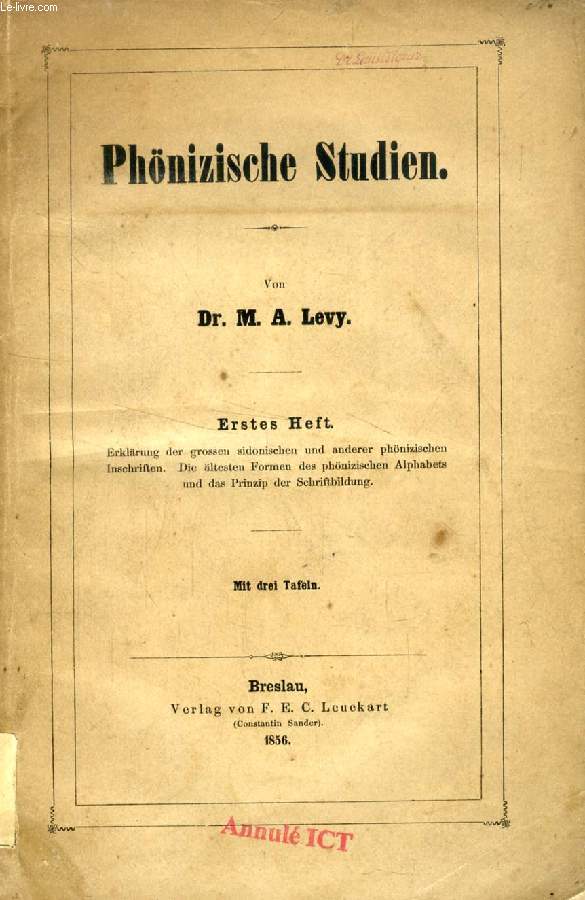 Le-livre.com
Phönizische Studien.
Von
Dr. M. A. Levy.
Erstes Heft.
Erklärung der grossen sidonischen und anderer phönizischen
Inschriften. Die ältesten Formen des phönizischen Alphabets
und das Prinzip der Schriftbildung.
Mit drei Tafeln.
Breslau,
Verlag von F. E. C. Leuckart
(Constantin Sander).
1856.
Annulé ICT